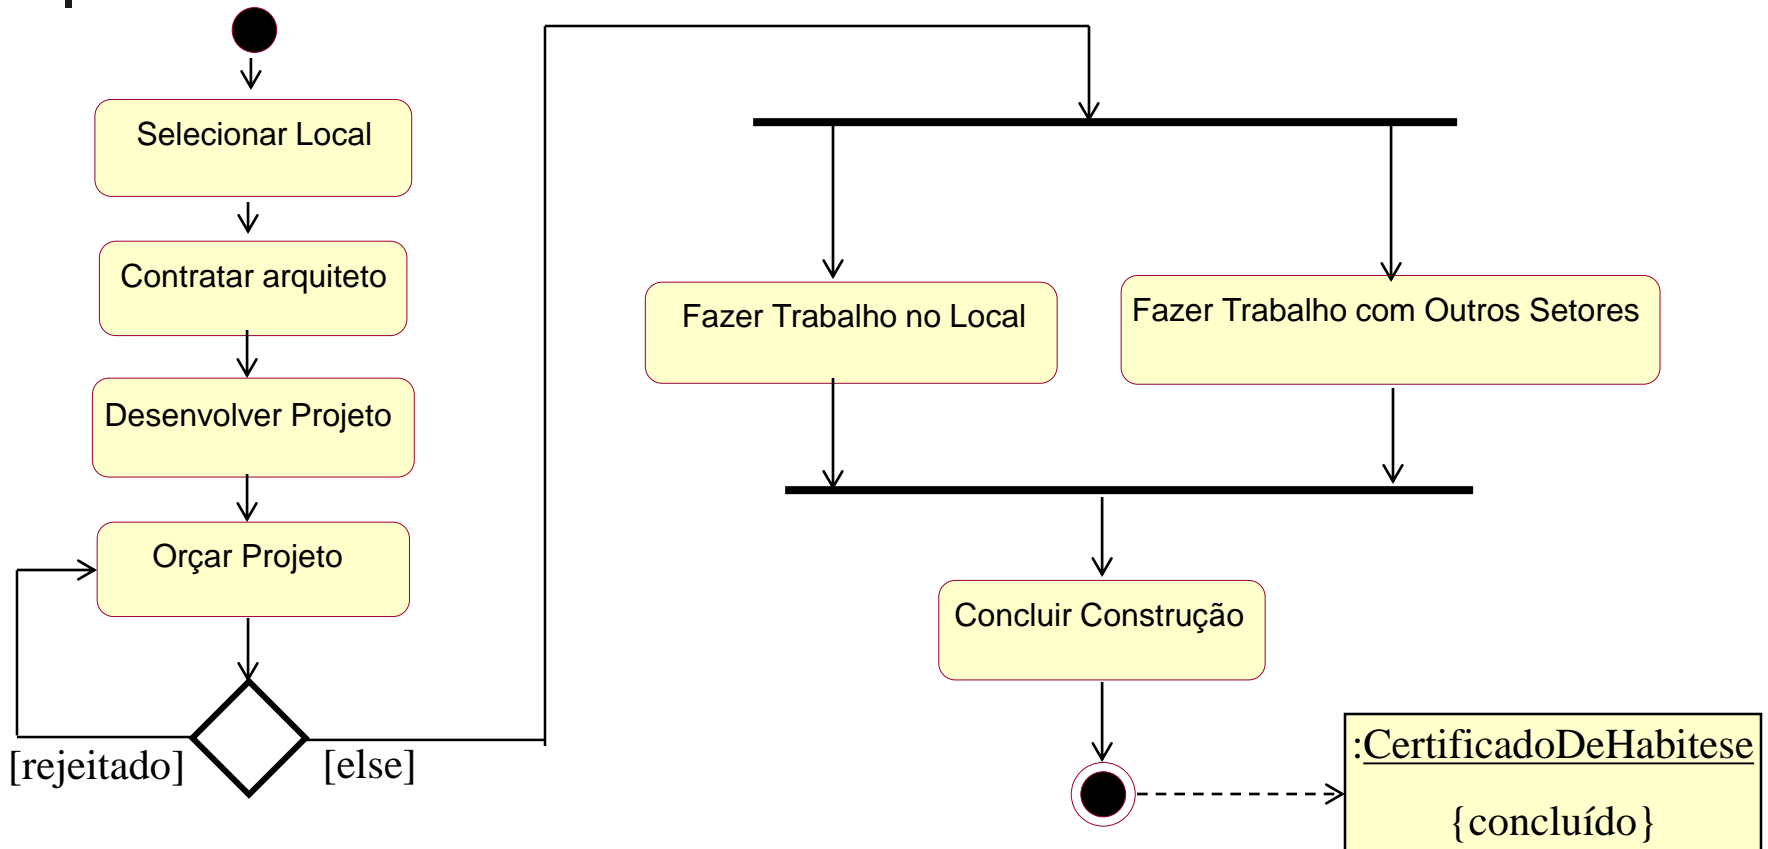 Selecionar Local
Contratar arquiteto
Desenvolver Projeto
Orçar Projeto
[rejeitado]
[else]
Fazer Trabalho no Local
Fazer Trabalho com Outros Setores
Concluir Construção
:CertificadoDeHabitese
{concluído}